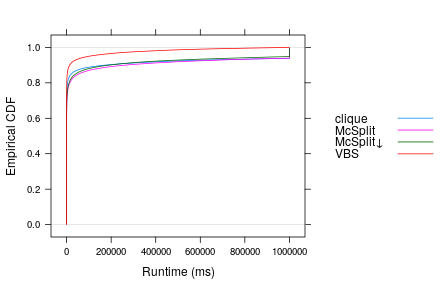 1.0
0.8
0.6
0.4
0.2
0.0
Empirical CDF
0 200000 400000 600000 800000 1000000
Runtime (ms)
clique
McSplit
McSplit↓
VBS